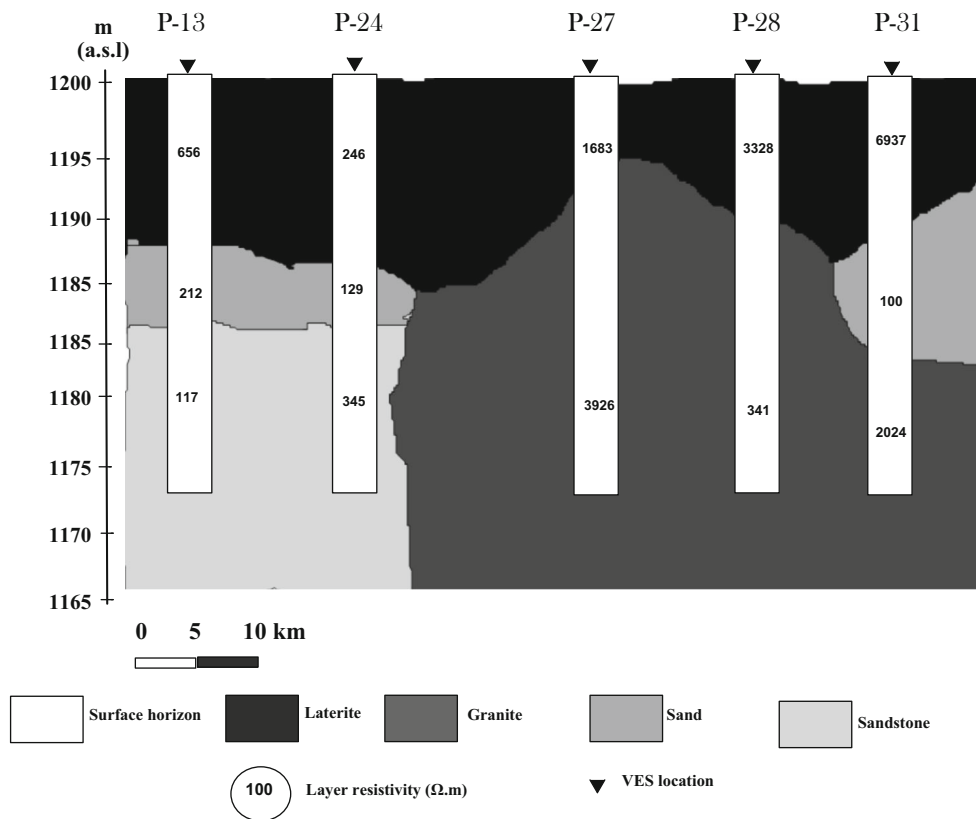 m
(a.s.l)
P-13 P-24 P-27 P-28 P-31
1200
1195
1190
1185
1185
1180
1175
1170
1165
656 246 1683 3328 6937
212 129 100
117 345 3926 341 2024
0 5 10 km
Surface horizon Laterite Granite Sand Sandstone
100 Layer resistivity (Ω.m) VES location